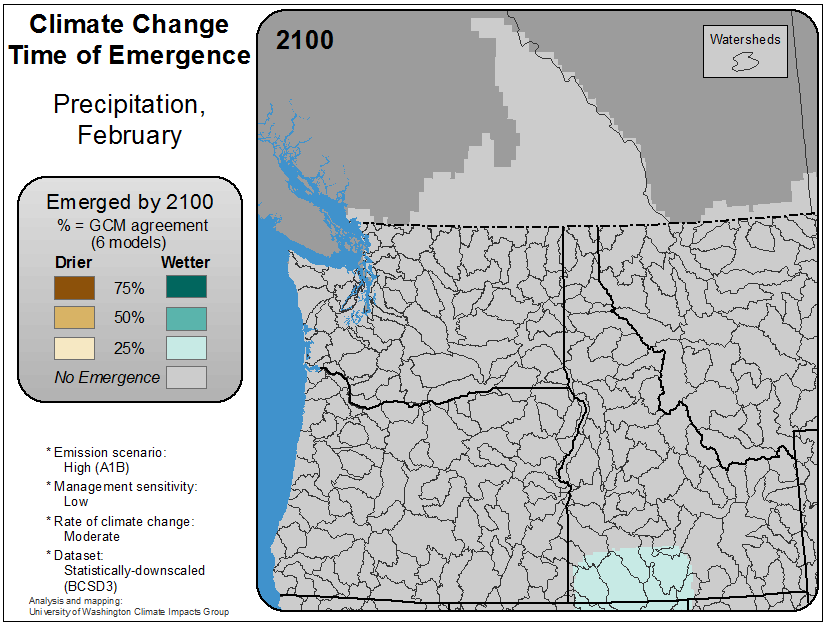 Climate Change
Time of Emergence
Precipitation,
February
2100
Watersheds
Emerged by 2100
% = GCM agreement
(6 models)
Drier Wetter
75%
50%
25%
No Emergence
* Emission scenario:
High (A1B)
* Management sensitivity:
Low
* Rate of climate change:
Moderate
* Dataset:
Statistically-downscaled
(BCSD3)
Analysis and mapping:
University of Washington Climate Impacts Group